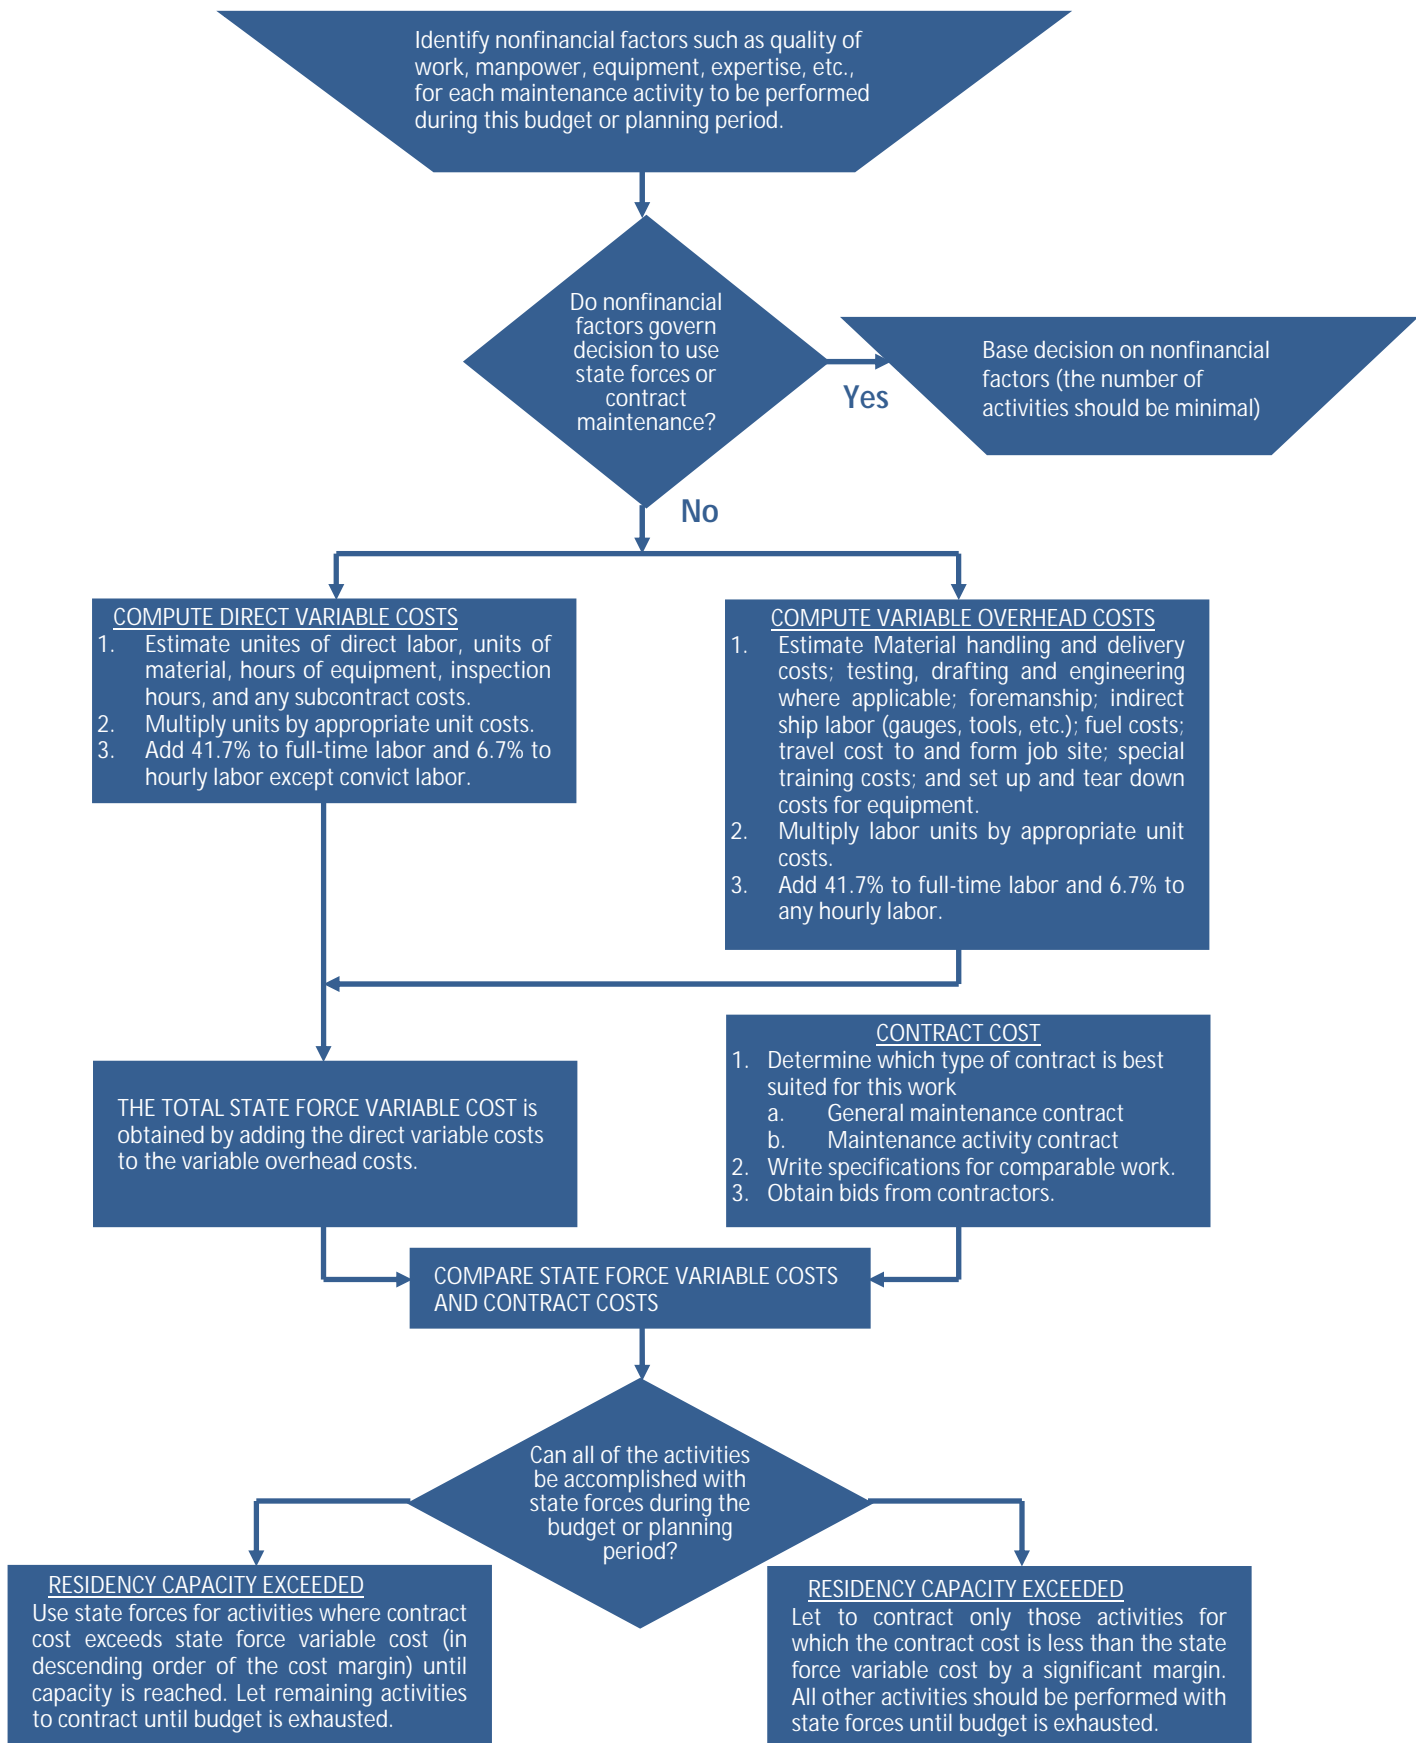 Identify nonfinancial factors such as quality of
work, manpower, equipment, expertise, etc.,
for each maintenance activity to be performed
during this budget or planning period.
Do nonfinancial
factors govern
decision to use
state forces or
contract
maintenance?
Yes
Base decision on nonfinancial
factors (the number of
activities should be minimal)
No
COMPUTE DIRECT VARIABLE COSTS
1. Estimate unites of direct labor, units of
material, hours of equipment, inspection
hours, and any subcontract costs.
2. Multiply units by appropriate unit costs.
3. Add 41.7% to full-time labor and 6.7% to
hourly labor except convict labor.
COMPUTE VARIABLE OVERHEAD COSTS
1. Estimate Material handling and delivery
costs; testing, drafting and engineering
where applicable; foremanship; indirect
ship labor (gauges, tools, etc.); fuel costs;
travel cost to and form job site; special
training costs; and set up and tear down
costs for equipment.
2. Multiply labor units by appropriate unit
costs.
3. Add 41.7% to full-time labor and 6.7% to
any hourly labor.
THE TOTAL STATE FORCE VARIABLE COST is
obtained by adding the direct variable costs
to the variable overhead costs.
CONTRACT COST
1. Determine which type of contract is best
suited for this work
a. General maintenance contract
b. Maintenance activity contract
2. Write specifications for comparable work.
3. Obtain bids from contractors.
COMPARE STATE FORCE VARIABLE COSTS
AND CONTRACT COSTS
Can all of the activities
be accomplished with
state forces during the
budget or planning
period?
RESIDENCY CAPACITY EXCEEDED
Use state forces for activities where contract
cost exceeds state force variable cost (in
descending order of the cost margin) until
capacity is reached. Let remaining activities
to contract until budget is exhausted.
RESIDENCY CAPACITY EXCEEDED
Let to contract only those activities for
which the contract cost is less than the state
force variable cost by a significant margin.
All other activities should be performed with
state forces until budget is exhausted.